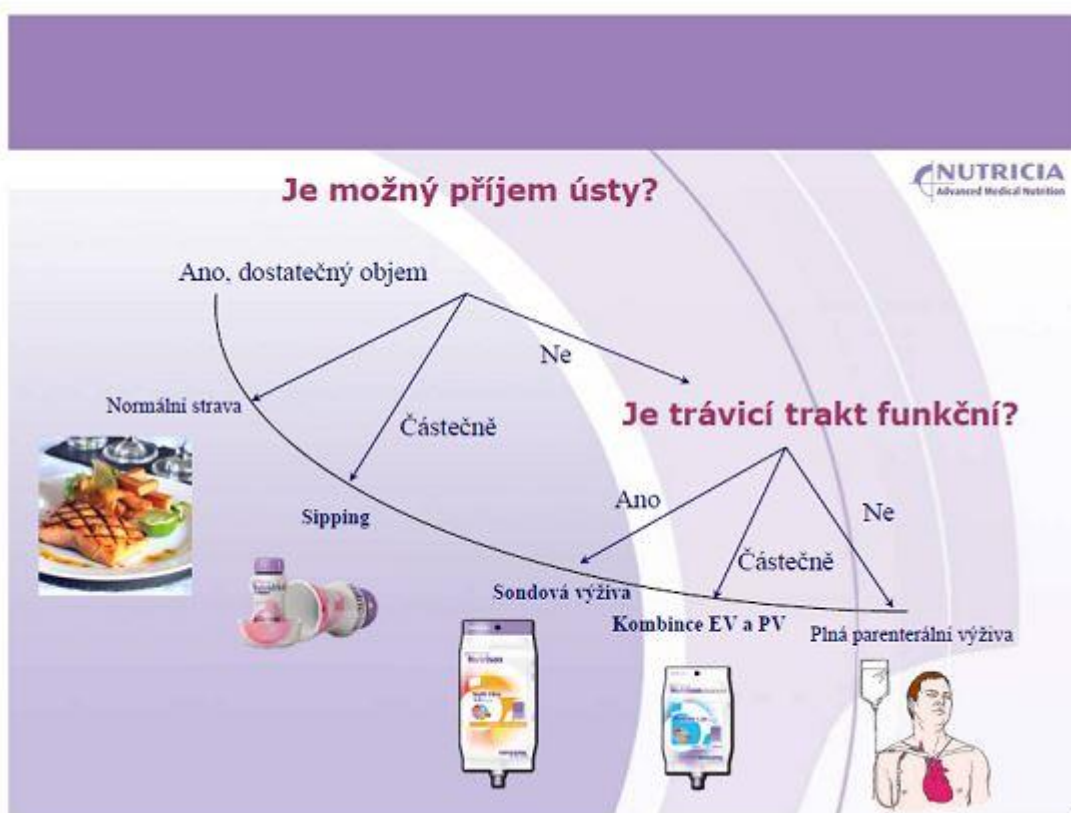 NUTRICIA
Advanced Medical Nutrition
Je možný příjem ústy?
Ano, dostatečný objem
Ne
Normální strava
Částečně
Je trávicí trakt funkční?
Sipping
Ano
Ne
Částečně
Sondová výživa
Kombince EV a PV
Plná parenterální výživa
Nutrison